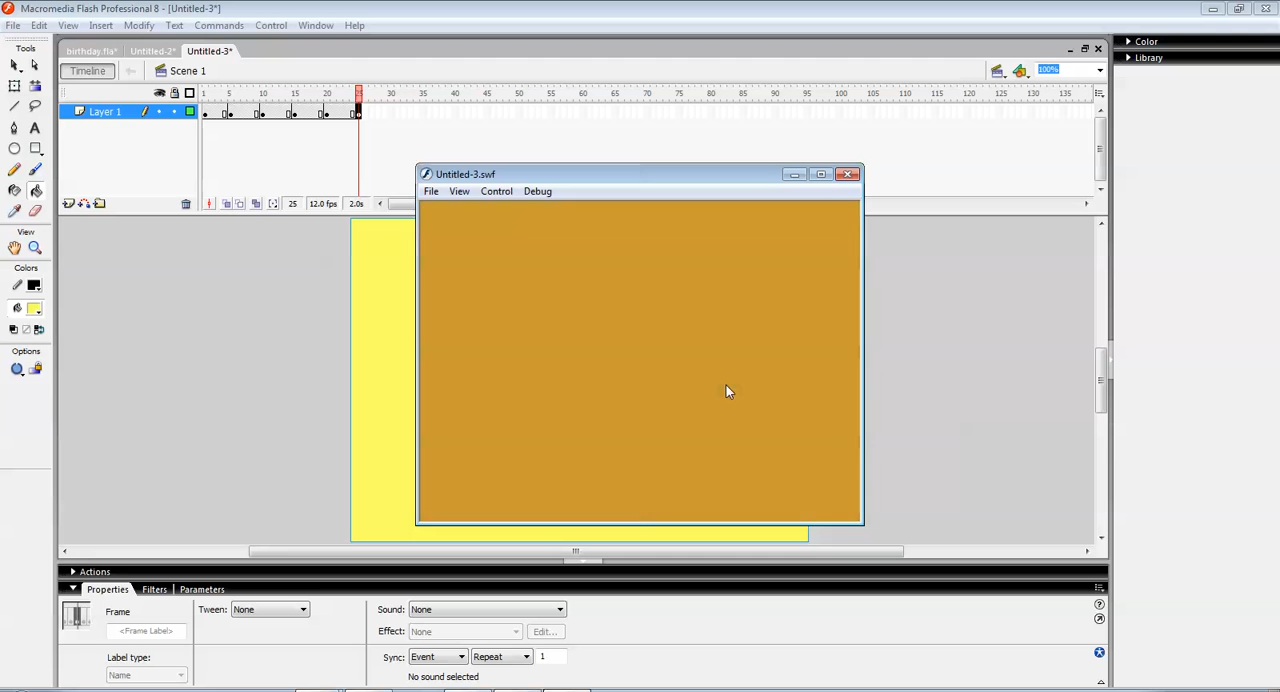 Macromedia Flash Professional 8 - [Untitled-3*]
File Edit View Insert Modify Text Commands Control Window Help
Tools
birthday.fla* Untitled-2* Untitled-3*
Color
Library
Timeline Scene 1 100%
1 5 10 15 20 25 30 35 40 45 50 55 60 65 70 75 80 85 90 95 100 105 110 115 120 125 130 135
Layer 1
25 12.0 fps 2.0s
View
Colors
Options
Untitled-3.swf
File View Control Debug
Actions
Properties Filters Parameters
Frame
<Frame Label>
Label type:
Name
Tween: None
Sound: None
Effect: None Edit...
Sync: Event Repeat 1
No sound selected